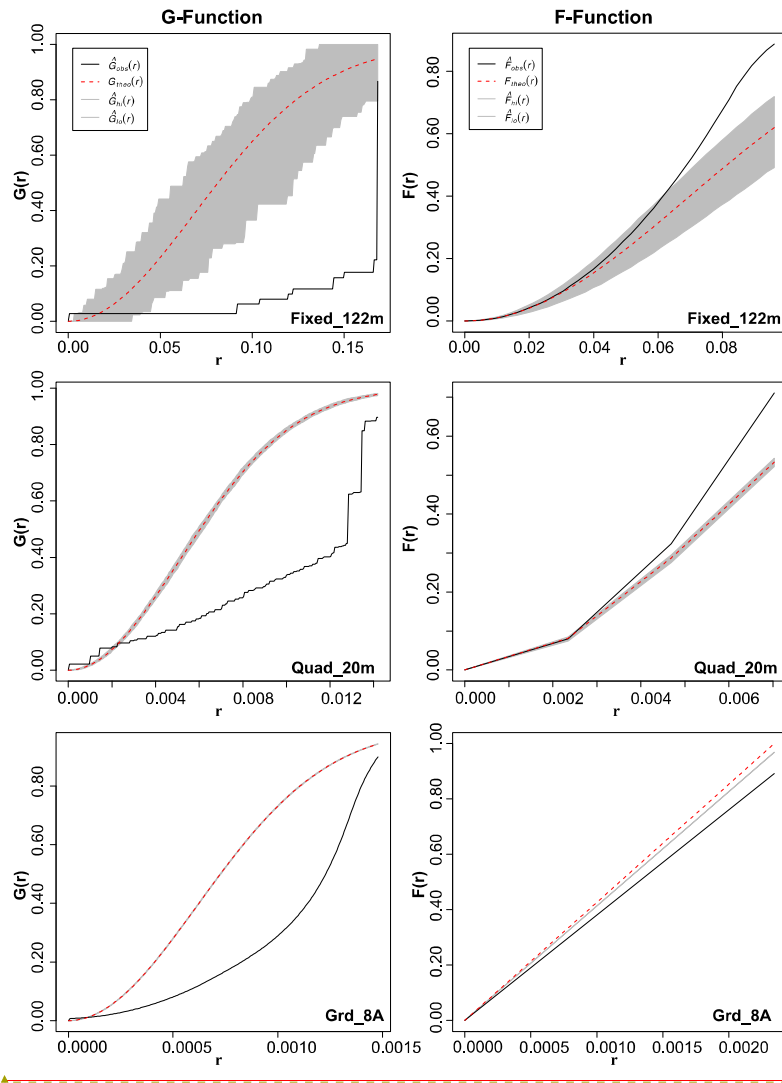 G-Function
F-Function
G(r)
1.00
0.80
0.60
0.40
0.20
0.00
Ĝobs(r)
Gtheo(r)
Ĝhi(r)
Ĝlo(r)
Fixed_122m
0.00 0.05 0.10 0.15
r
F(r)
0.80
0.60
0.40
0.20
0.00
F̂obs(r)
Ftheo(r)
F̂hi(r)
F̂lo(r)
Fixed_122m
0.00 0.02 0.04 0.06 0.08
r
G(r)
1.00
0.80
0.60
0.40
0.20
0.00
Quad_20m
0.000 0.004 0.008 0.012
r
F(r)
0.60
0.40
0.20
0.00
Quad_20m
0.000 0.002 0.004 0.006
r
G(r)
0.80
0.60
0.40
0.20
0.00
Grd_8A
0.0000 0.0005 0.0010 0.0015
r
F(r)
1.00
0.80
0.60
0.40
0.20
0.00
Grd_8A
0.0000 0.0005 0.0010 0.0015 0.0020
r